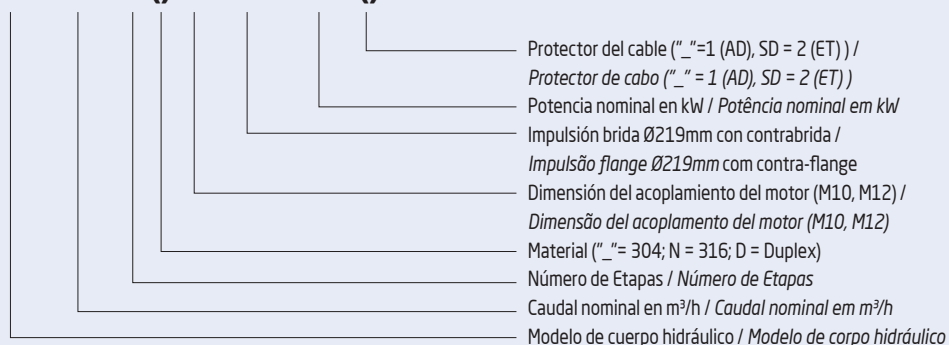 Protector del cable ("_"=1 (AD), SD = 2 (ET) ) /
Protector de cabo ("_" = 1 (AD), SD = 2 (ET) )
Potencia nominal en kW / Potência nominal em kW
Impulsión brida Ø219mm con contrabrida /
Impulsão flange Ø219mm com contra-flange
Dimensión del acoplamiento del motor (M10, M12) /
Dimensão del acoplamento del motor (M10, M12)
Material ("_"= 304; N = 316; D = Duplex)
Número de Etapas / Número de Etapas
Caudal nominal en m³/h / Caudal nominal em m³/h
Modelo de cuerpo hidráulico / Modelo de corpo hidráulico